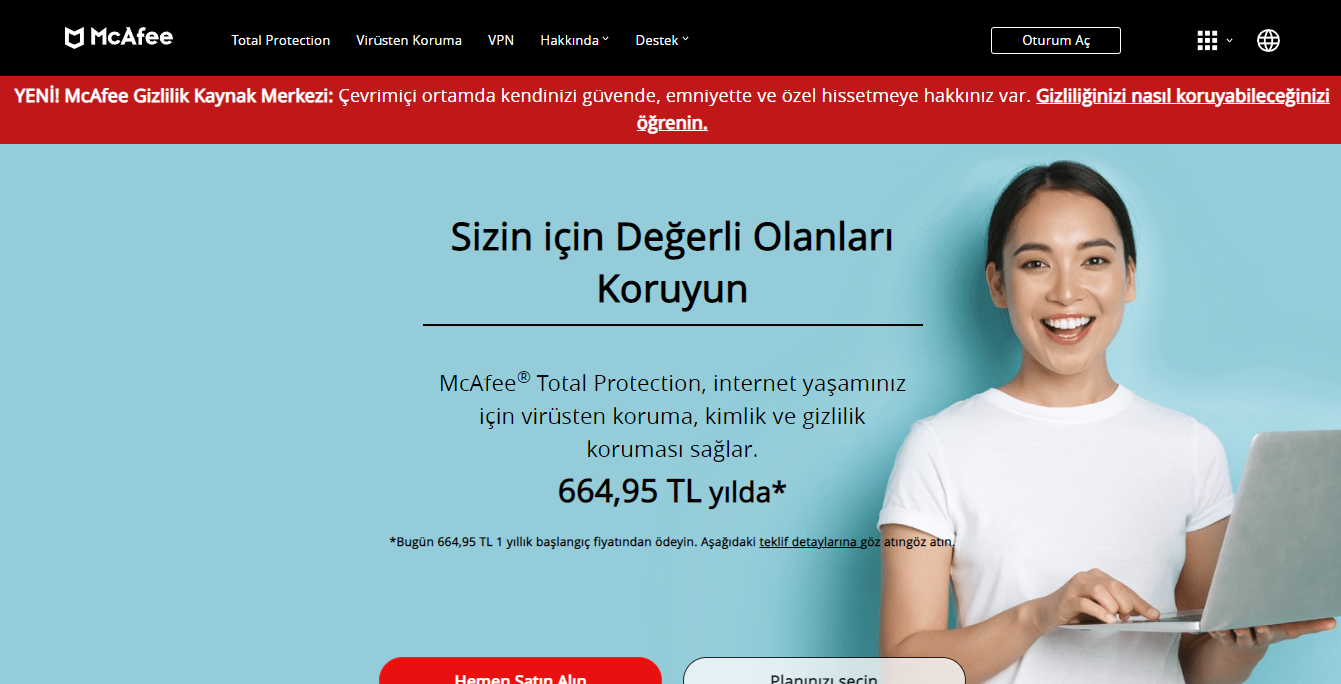 McAfee
Total Protection
Virüsten Koruma
VPN
Hakkında
Destek
Oturum Aç
YENİ! McAfee Gizlilik Kaynak Merkezi: Çevrimiçi ortamda kendinizi güvende, emniyette ve özel hissetmeye hakkınız var. Gizliliğinizi nasıl koruyabileceğinizi
öğrenin.
Sizin için Değerli Olanları
Koruyun
McAfee® Total Protection, internet yaşamınız
için virüsten koruma, kimlik ve gizlilik
koruması sağlar.
664,95 TL yılda*
*Bugün 664,95 TL 1 yıllık başlangıç fiyatından ödeyin. Aşağıdaki teklif detaylarına göz atıngöz atın.
Hemen Satın Alın
Planınızı seçin